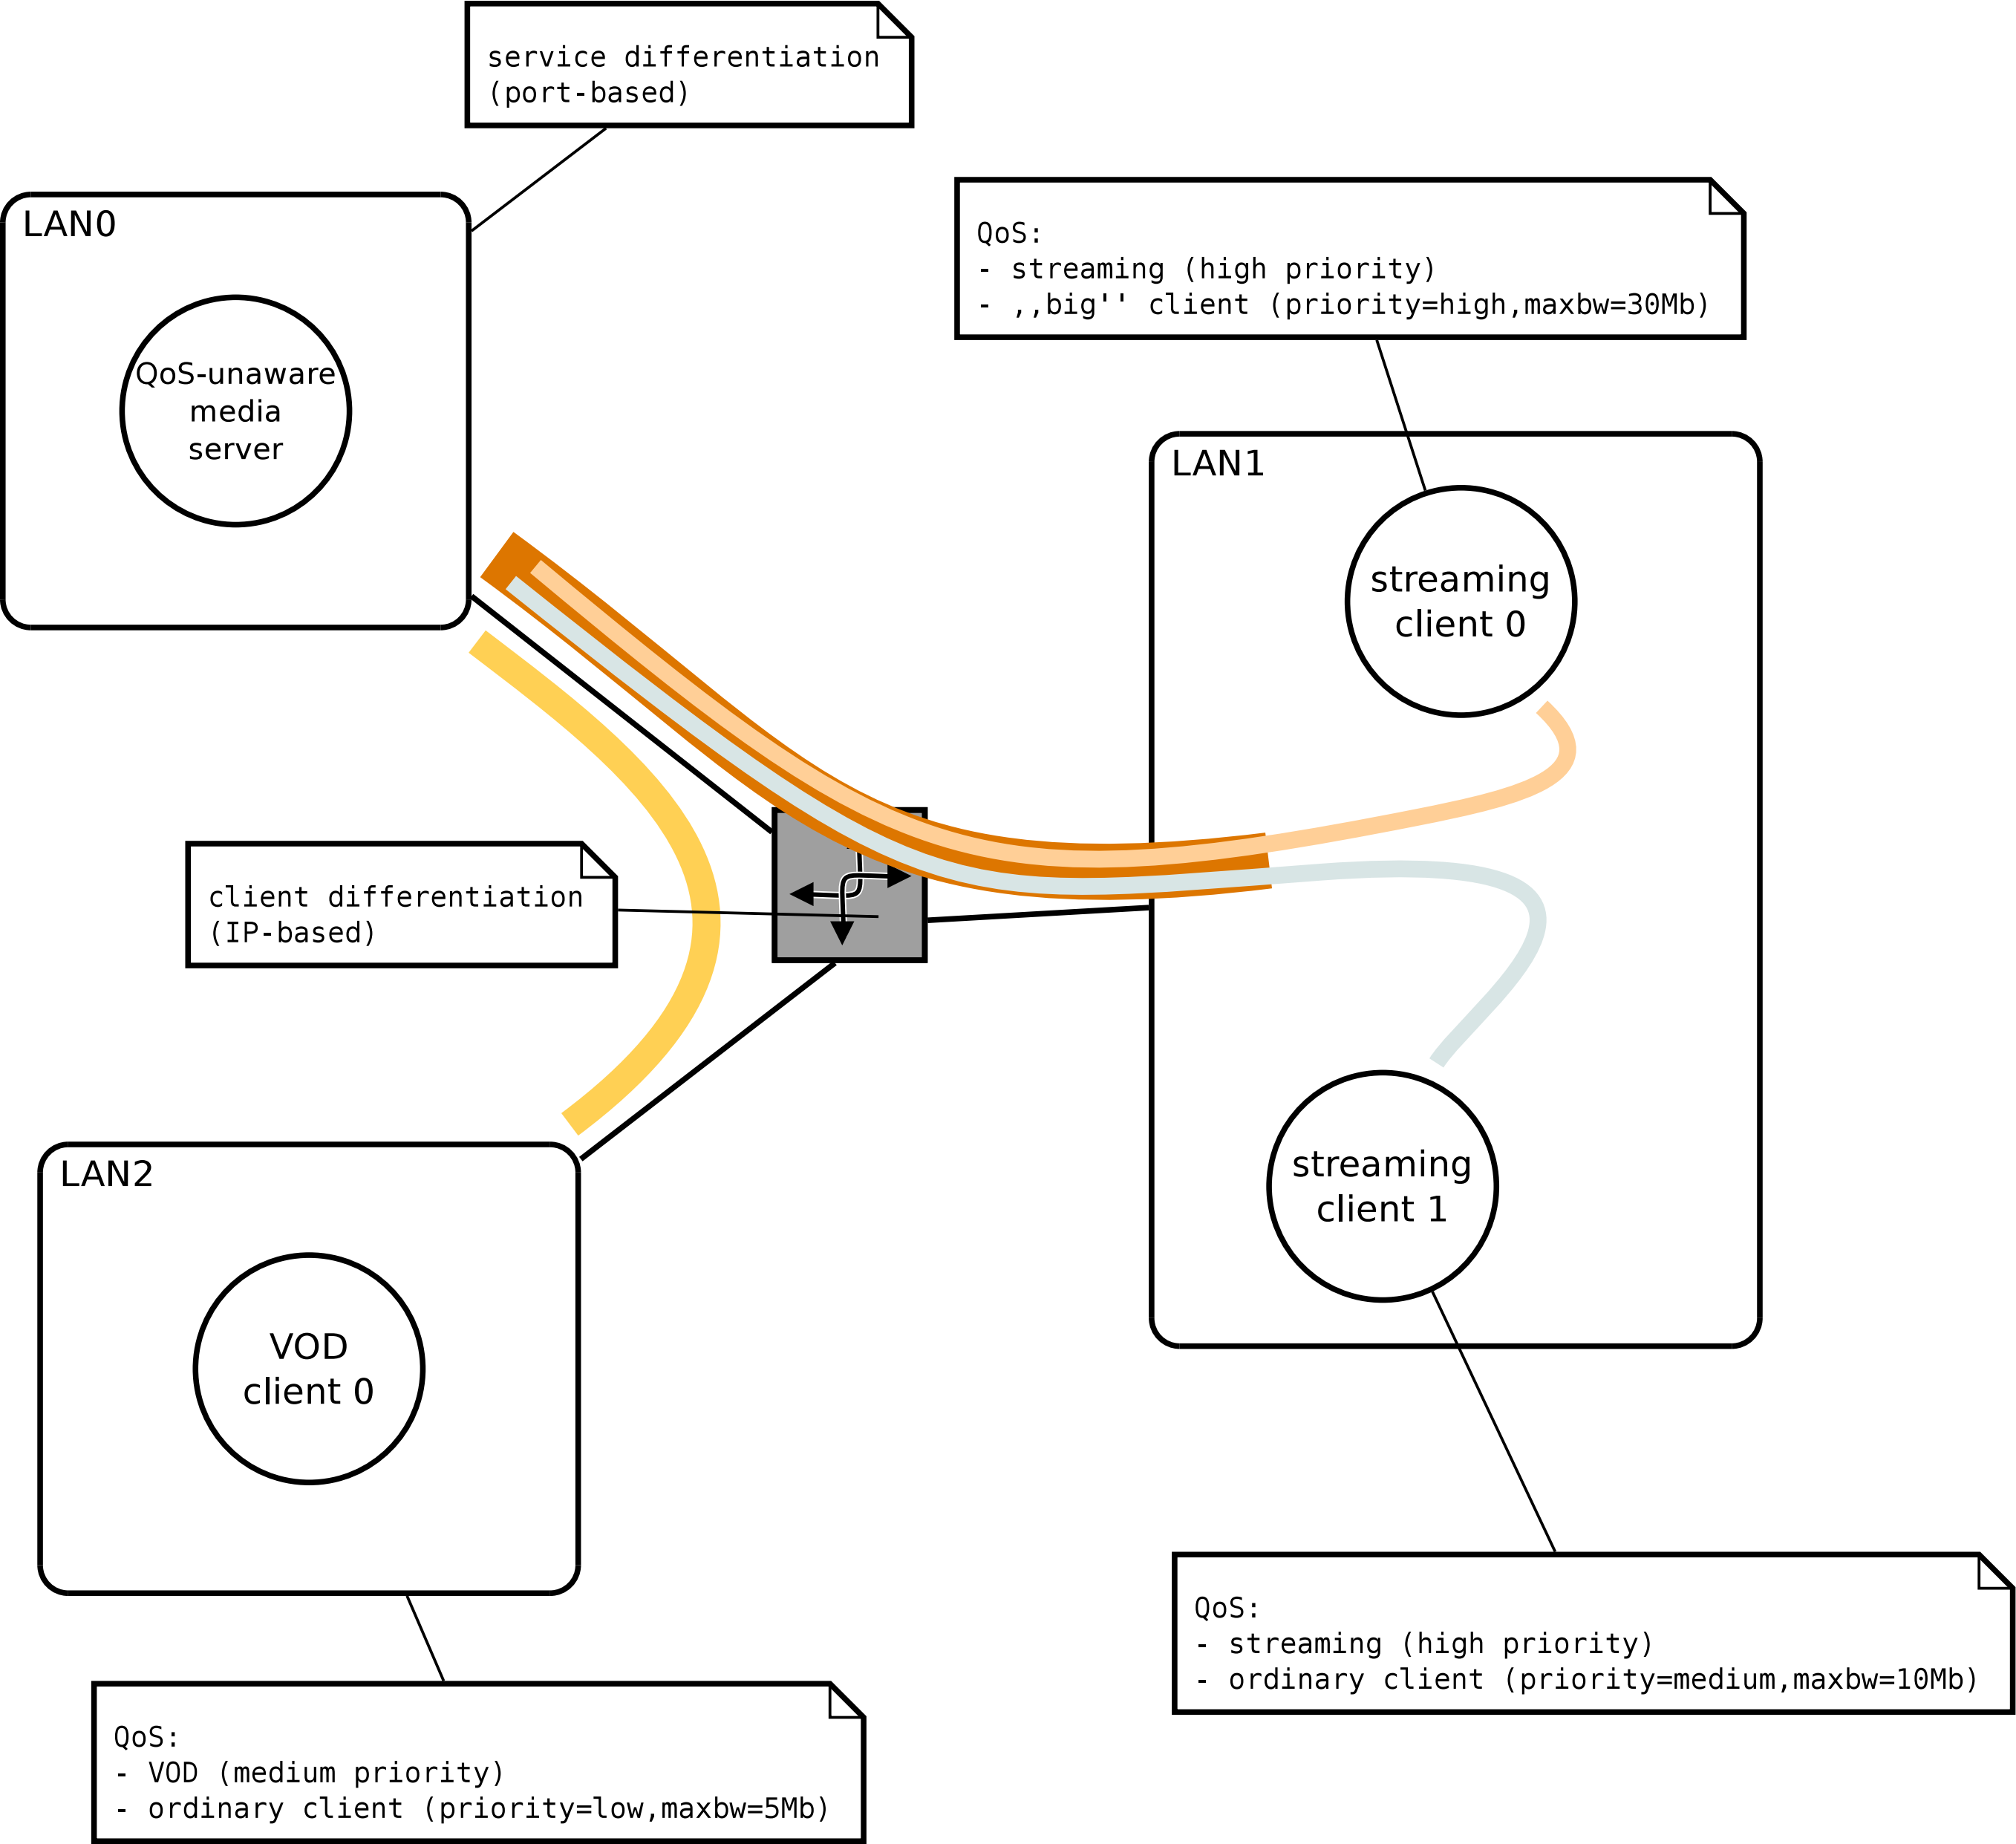 service differentiation
(port-based)
LAN0
QoS-unaware
media
server
QoS:
- streaming (high priority)
- ,,big'' client (priority=high,maxbw=30Mb)
LAN1
streaming
client 0
client differentiation
(IP-based)
streaming
client 1
LAN2
VOD
client 0
QoS:
- streaming (high priority)
- ordinary client (priority=medium,maxbw=10Mb)
QoS:
- VOD (medium priority)
- ordinary client (priority=low,maxbw=5Mb)